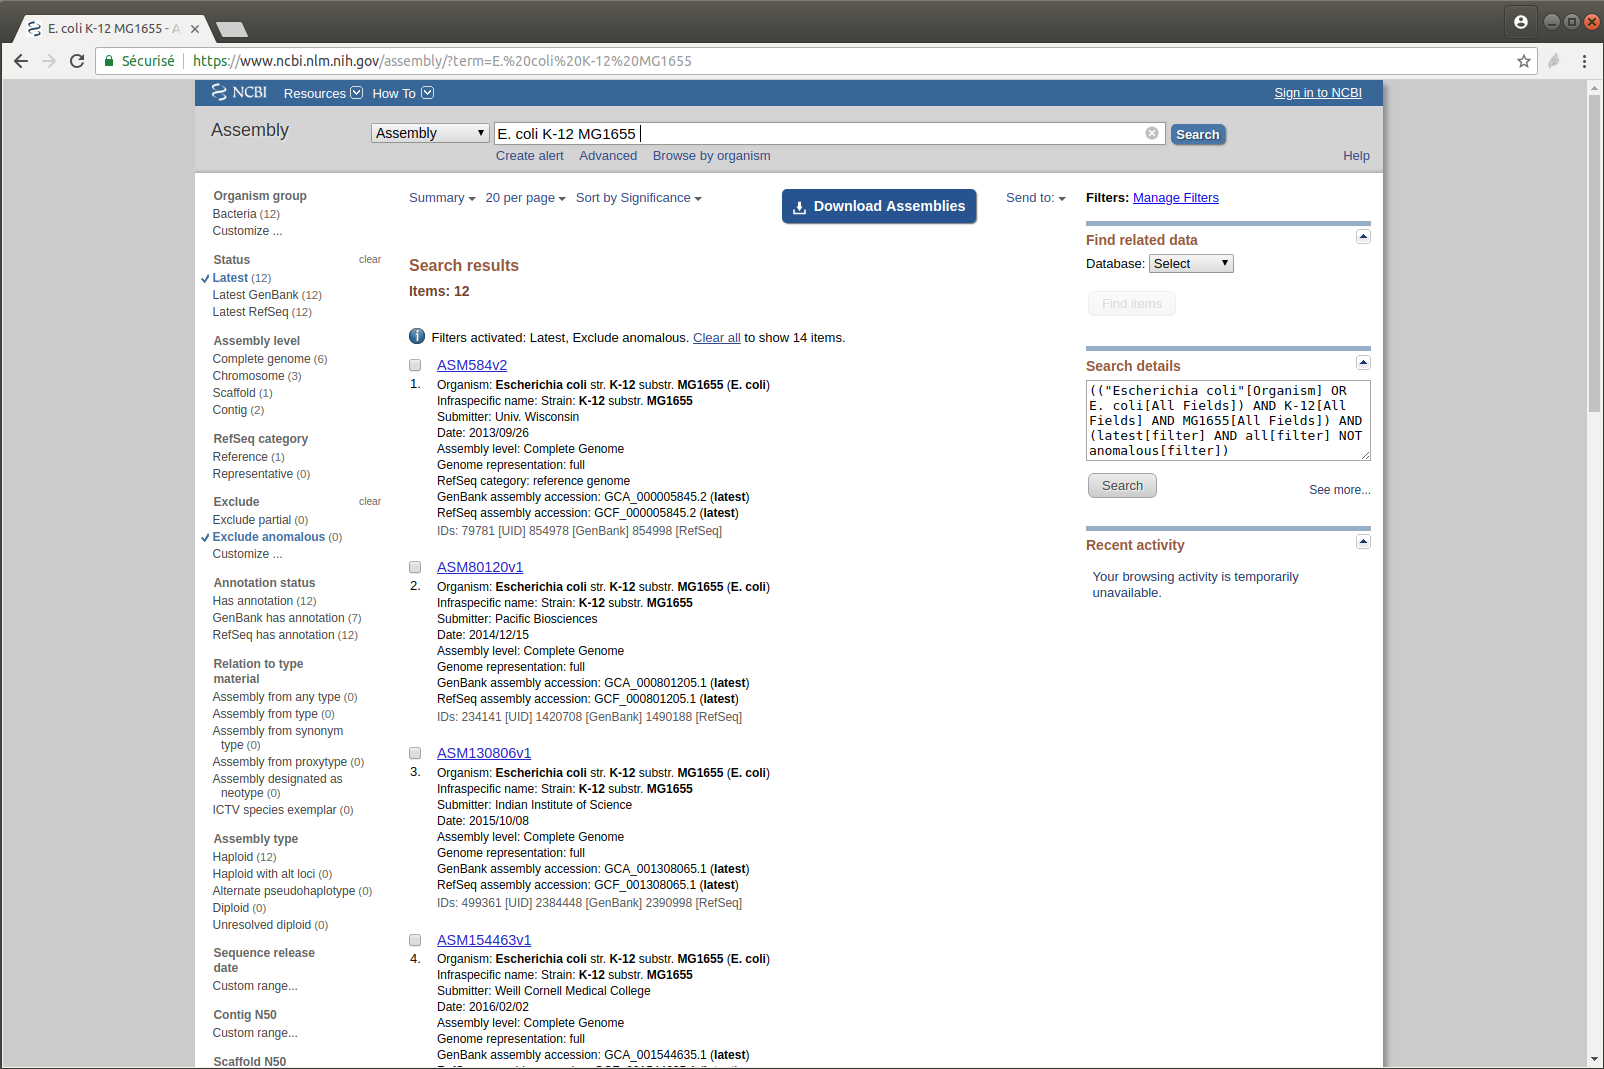 E. coli K-12 MG1655 - A
Sécurisé
https://www.ncbi.nlm.nih.gov/assembly/?term=E.%20coli%20K-12%20MG1655
NCBI Resources How To
Sign in to NCBI
Assembly
Assembly
E. coli K-12 MG1655
Search
Create alert Advanced Browse by organism
Help
Organism group
Bacteria (12)
Customize ...
Status clear
Latest (12)
Latest GenBank (12)
Latest RefSeq (12)
Assembly level
Complete genome (6)
Chromosome (3)
Scaffold (1)
Contig (2)
RefSeq category
Reference (1)
Representative (0)
Exclude clear
Exclude partial (0)
Exclude anomalous (0)
Customize ...
Annotation status
Has annotation (12)
GenBank has annotation (7)
RefSeq has annotation (12)
Relation to type
material
Assembly from any type (0)
Assembly from type (0)
Assembly from synonym
type (0)
Assembly from proxytype (0)
Assembly designated as
neotype (0)
ICTV species exemplar (0)
Assembly type
Haploid (12)
Haploid with alt loci (0)
Alternate pseudohaplotype (0)
Diploid (0)
Unresolved diploid (0)
Sequence release
date
Custom range...
Contig N50
Custom range...
Scaffold N50
Summary 20 per page Sort by Significance
Download Assemblies
Send to:
Search results
Items: 12
Filters activated: Latest, Exclude anomalous. Clear all to show 14 items.
ASM584v2
1. Organism: Escherichia coli str. K-12 substr. MG1655 (E. coli)
Infraspecific name: Strain: K-12 substr. MG1655
Submitter: Univ. Wisconsin
Date: 2013/09/26
Assembly level: Complete Genome
Genome representation: full
RefSeq category: reference genome
GenBank assembly accession: GCA_000005845.2 (latest)
RefSeq assembly accession: GCF_000005845.2 (latest)
IDs: 79781 [UID] 854978 [GenBank] 854998 [RefSeq]
ASM80120v1
2. Organism: Escherichia coli str. K-12 substr. MG1655 (E. coli)
Infraspecific name: Strain: K-12 substr. MG1655
Submitter: Pacific Biosciences
Date: 2014/12/15
Assembly level: Complete Genome
Genome representation: full
GenBank assembly accession: GCA_000801205.1 (latest)
RefSeq assembly accession: GCF_000801205.1 (latest)
IDs: 234141 [UID] 1420708 [GenBank] 1490188 [RefSeq]
ASM130806v1
3. Organism: Escherichia coli str. K-12 substr. MG1655 (E. coli)
Infraspecific name: Strain: K-12 substr. MG1655
Submitter: Indian Institute of Science
Date: 2015/10/08
Assembly level: Complete Genome
Genome representation: full
GenBank assembly accession: GCA_001308065.1 (latest)
RefSeq assembly accession: GCF_001308065.1 (latest)
IDs: 499361 [UID] 2384448 [GenBank] 2390998 [RefSeq]
ASM154463v1
4. Organism: Escherichia coli str. K-12 substr. MG1655 (E. coli)
Infraspecific name: Strain: K-12 substr. MG1655
Submitter: Weill Cornell Medical College
Date: 2016/02/02
Assembly level: Complete Genome
Genome representation: full
GenBank assembly accession: GCA_001544635.1 (latest)
Filters: Manage Filters
Find related data
Database: Select
Find items
Search details
(("Escherichia coli"[Organism] OR
E. coli[All Fields]) AND K-12[All
Fields] AND MG1655[All Fields]) AND
(latest[filter] AND all[filter] NOT
anomalous[filter])
Search
See more...
Recent activity
Your browsing activity is temporarily
unavailable.